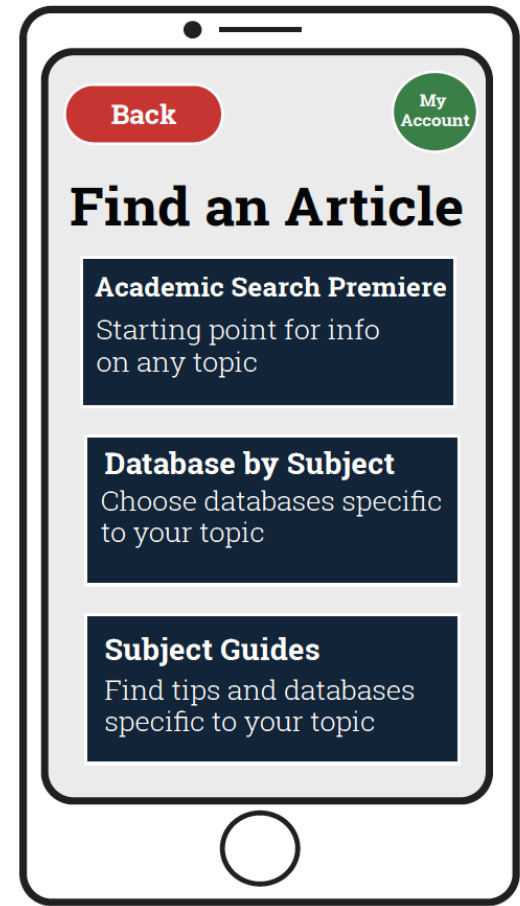 Back
My
Account
Find an Article
Academic Search Premiere
Starting point for info
on any topic
Database by Subject
Choose databases specific
to your topic
Subject Guides
Find tips and databases
specific to your topic